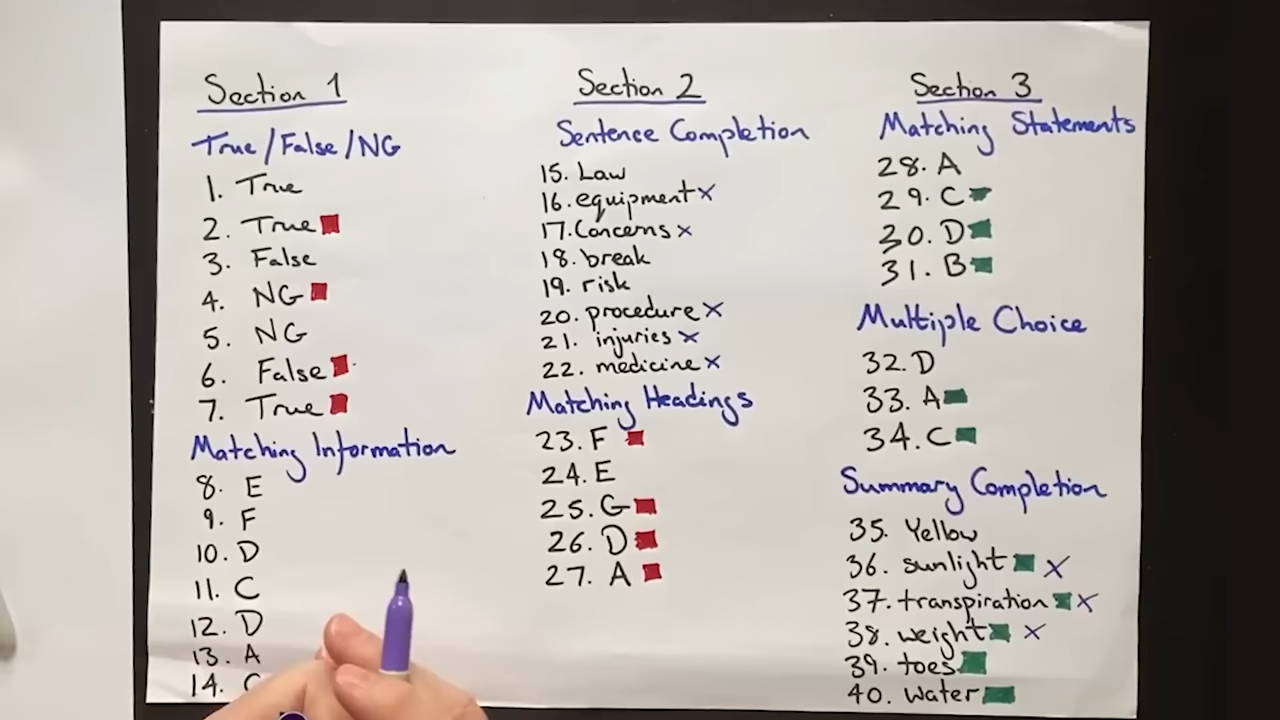 Section 1
True/False/NG
1. True
2. True
3. False
4. NG
5. NG
6. False
7. True
Matching Information
8. E
9. F
10. D
11. C
12. D
13. A
14.
Section 2
Sentence Completion
15. Law
16. equipment x
17. Concerns x
18. break
19. risk
20. procedure x
21. injuries x
22. medicine x
Matching Headings
23. F
24. E
25. G
26. D
27. A
Section 3
Matching Statements
28. A
29. C
30. D
31. B
Multiple Choice
32. D
33. A
34. C
Summary Completion
35. Yellow
36. sunlight x
37. transpiration x
38. weight x
39. toes
40. Water